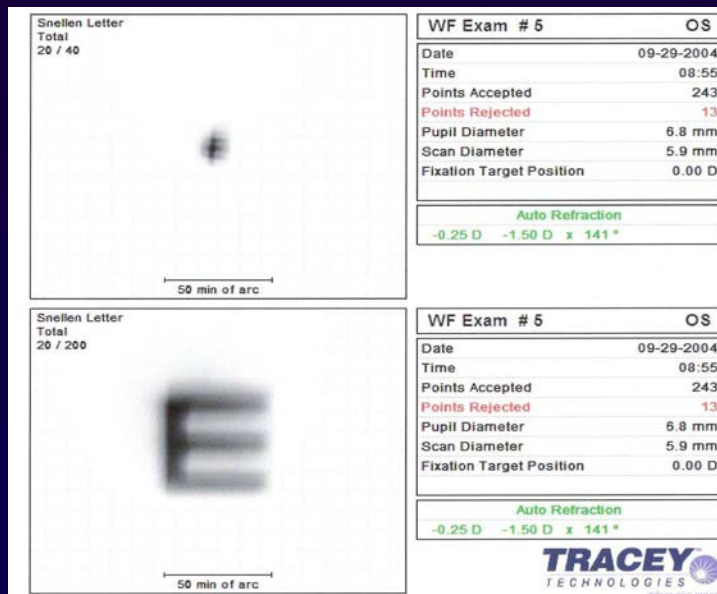 Snellen Letter
Total
20 / 40
50 min of arc
WF Exam # 5 OS
Date 09-29-2004
Time 08:55
Points Accepted 243
Points Rejected 13
Pupil Diameter 6.8 mm
Scan Diameter 5.9 mm
Fixation Target Position 0.00 D
Auto Refraction
-0.25 D -1.50 D x 141 °
Snellen Letter
Total
20 / 200
E
50 min of arc
WF Exam # 5 OS
Date 09-29-2004
Time 08:55
Points Accepted 243
Points Rejected 13
Pupil Diameter 6.8 mm
Scan Diameter 5.9 mm
Fixation Target Position 0.00 D
Auto Refraction
-0.25 D -1.50 D x 141 °
TRACEY
TECHNOLOGIES